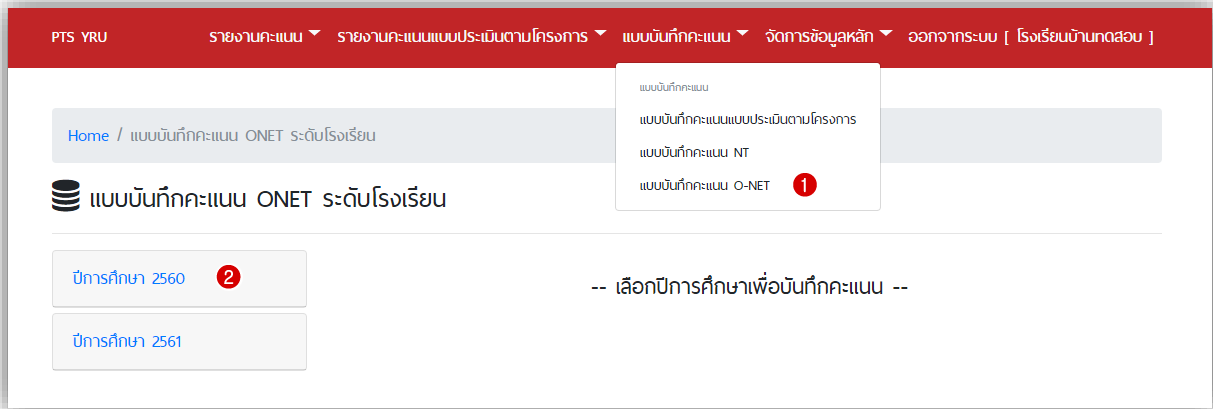 PTS YRU รายงานคะแนน รายงานคะแนนแบบประเมินตามโครงการ แบบบันทึกคะแนน จัดการข้อมูลหลัก ออกจากระบบ [ โรงเรียนบ้านทดสอบ ]
แบบบันทึกคะแนน
แบบบันทึกคะแนนแบบประเมินตามโครงการ
แบบบันทึกคะแนน NT
แบบบันทึกคะแนน O-NET 1
Home / แบบบันทึกคะแนน ONET ระดับโรงเรียน
แบบบันทึกคะแนน ONET ระดับโรงเรียน
ปีการศึกษา 2560 2
-- เลือกปีการศึกษาเพื่อบันทึกคะแนน --
ปีการศึกษา 2561